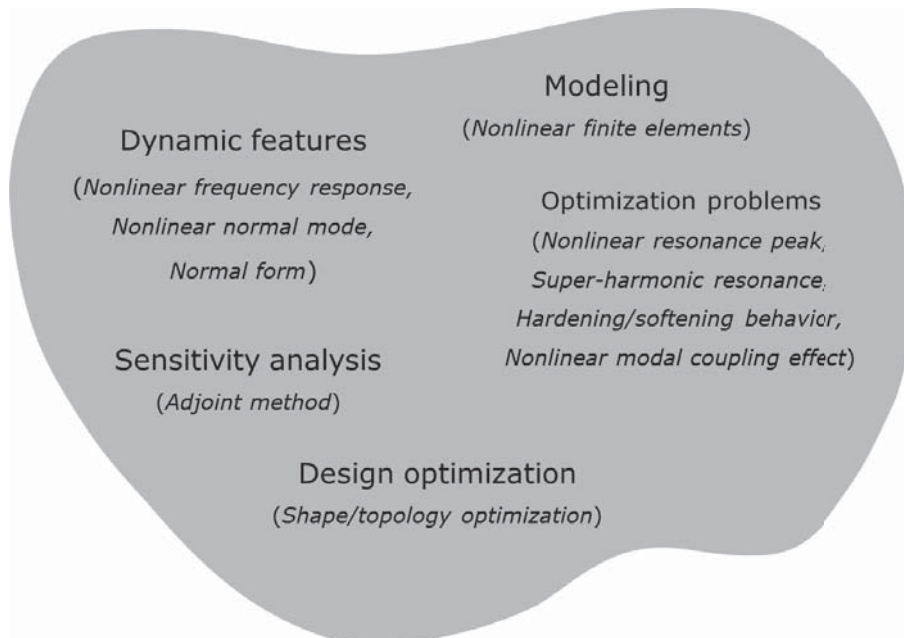 Modeling
(Nonlinear finite elements)
Dynamic features
(Nonlinear frequency response,
Nonlinear normal mode,
Normal form)
Optimization problems
(Nonlinear resonance peak,
Super-harmonic resonance,
Hardening/softening behavior,
Nonlinear modal coupling effect)
Sensitivity analysis
(Adjoint method)
Design optimization
(Shape/topology optimization)